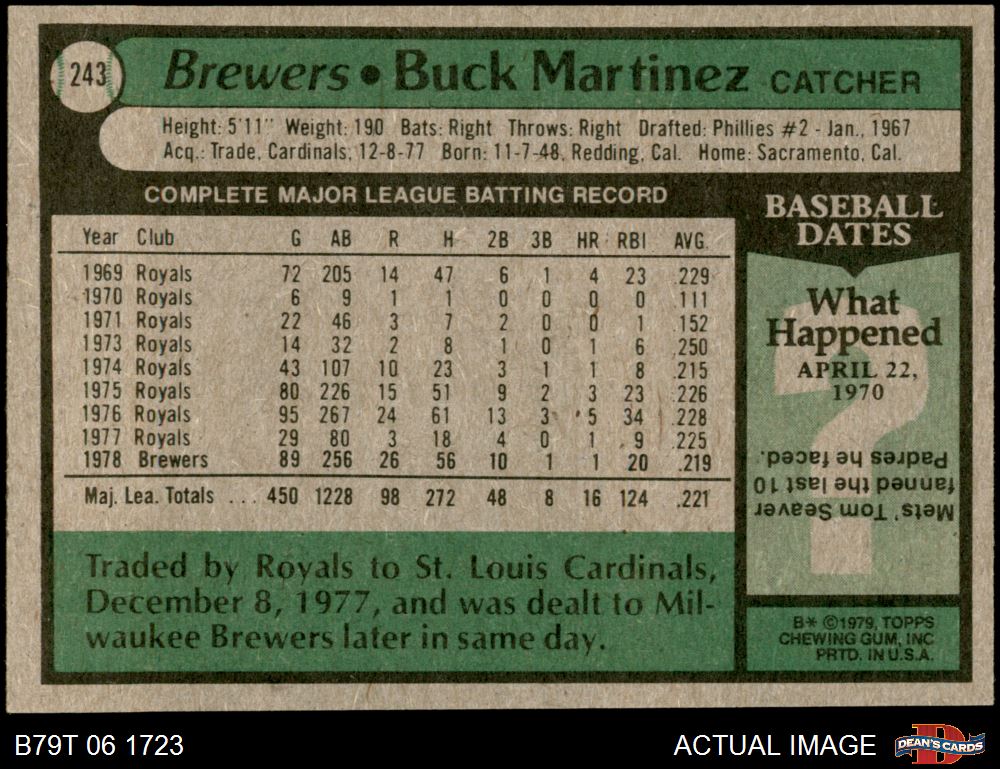 243
Brewers • Buck Martinez CATCHER
Height: 5'11" Weight: 190 Bats: Right Throws: Right Drafted: Phillies #2 - Jan., 1967
Acq.: Trade, Cardinals, 12-8-77 Born: 11-7-48, Redding, Cal. Home: Sacramento, Cal.
COMPLETE MAJOR LEAGUE BATTING RECORD
Year Club G AB R H 2B 3B HR RBI AVG.
1969 Royals 72 205 14 47 6 1 4 23 .229
1970 Royals 6 9 1 1 0 0 0 0 .111
1971 Royals 22 46 3 7 2 0 0 1 .152
1973 Royals 14 32 2 8 1 0 1 6 .250
1974 Royals 43 107 10 23 3 1 1 8 .215
1975 Royals 80 226 15 51 9 2 3 23 .226
1976 Royals 95 267 24 61 13 3 5 34 .228
1977 Royals 29 80 3 18 4 0 1 9 .225
1978 Brewers 89 256 26 56 10 1 1 20 .219
Maj. Lea. Totals ... 450 1228 98 272 48 8 16 124 .221
Traded by Royals to St. Louis Cardinals,
December 8, 1977, and was dealt to Mil-
waukee Brewers later in same day.
BASEBALL
DATES
What
Happened
APRIL 22,
1970
Mets' Tom Seaver
fanned the last 10
Padres he faced.
B* ©1979, TOPPS
CHEWING GUM, INC
PRTD. IN U.S.A.
B79T 06 1723
ACTUAL IMAGE
D
DEAN'S CARDS